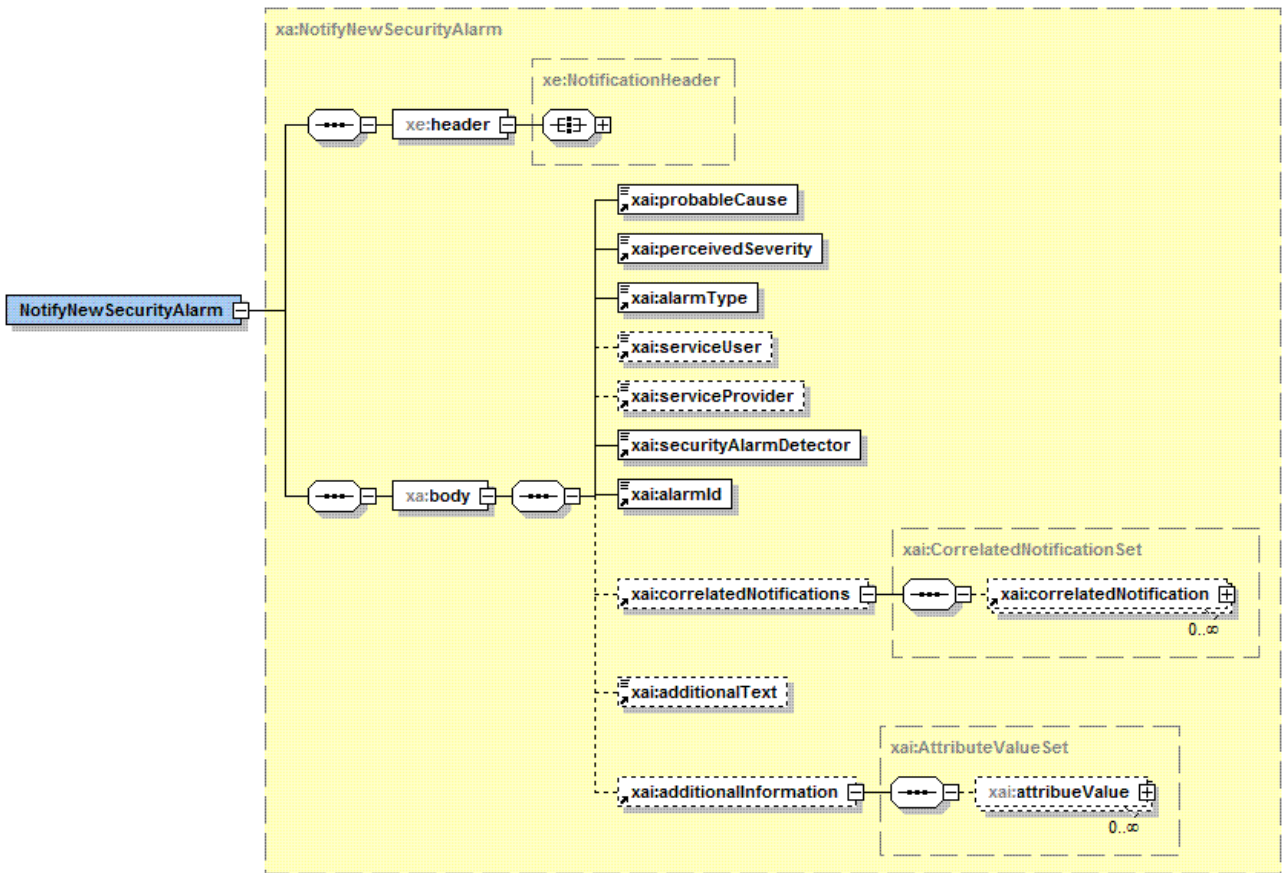 xa:NotifyNewSecurityAlarm
xe:NotificationHeader
xe:header
xai:probableCause
xai:perceivedSeverity
xai:alarmType
NotifyNewSecurityAlarm
xai:serviceUser
xai:serviceProvider
xai:securityAlarmDetector
xa:body
xai:alarmId
xai:CorrelatedNotificationSet
xai:correlatedNotifications
xai:correlatedNotification
0..∞
xai:additionalText
xai:AttributeValueSet
xai:additionalInformation
xai:attribueValue
0..∞